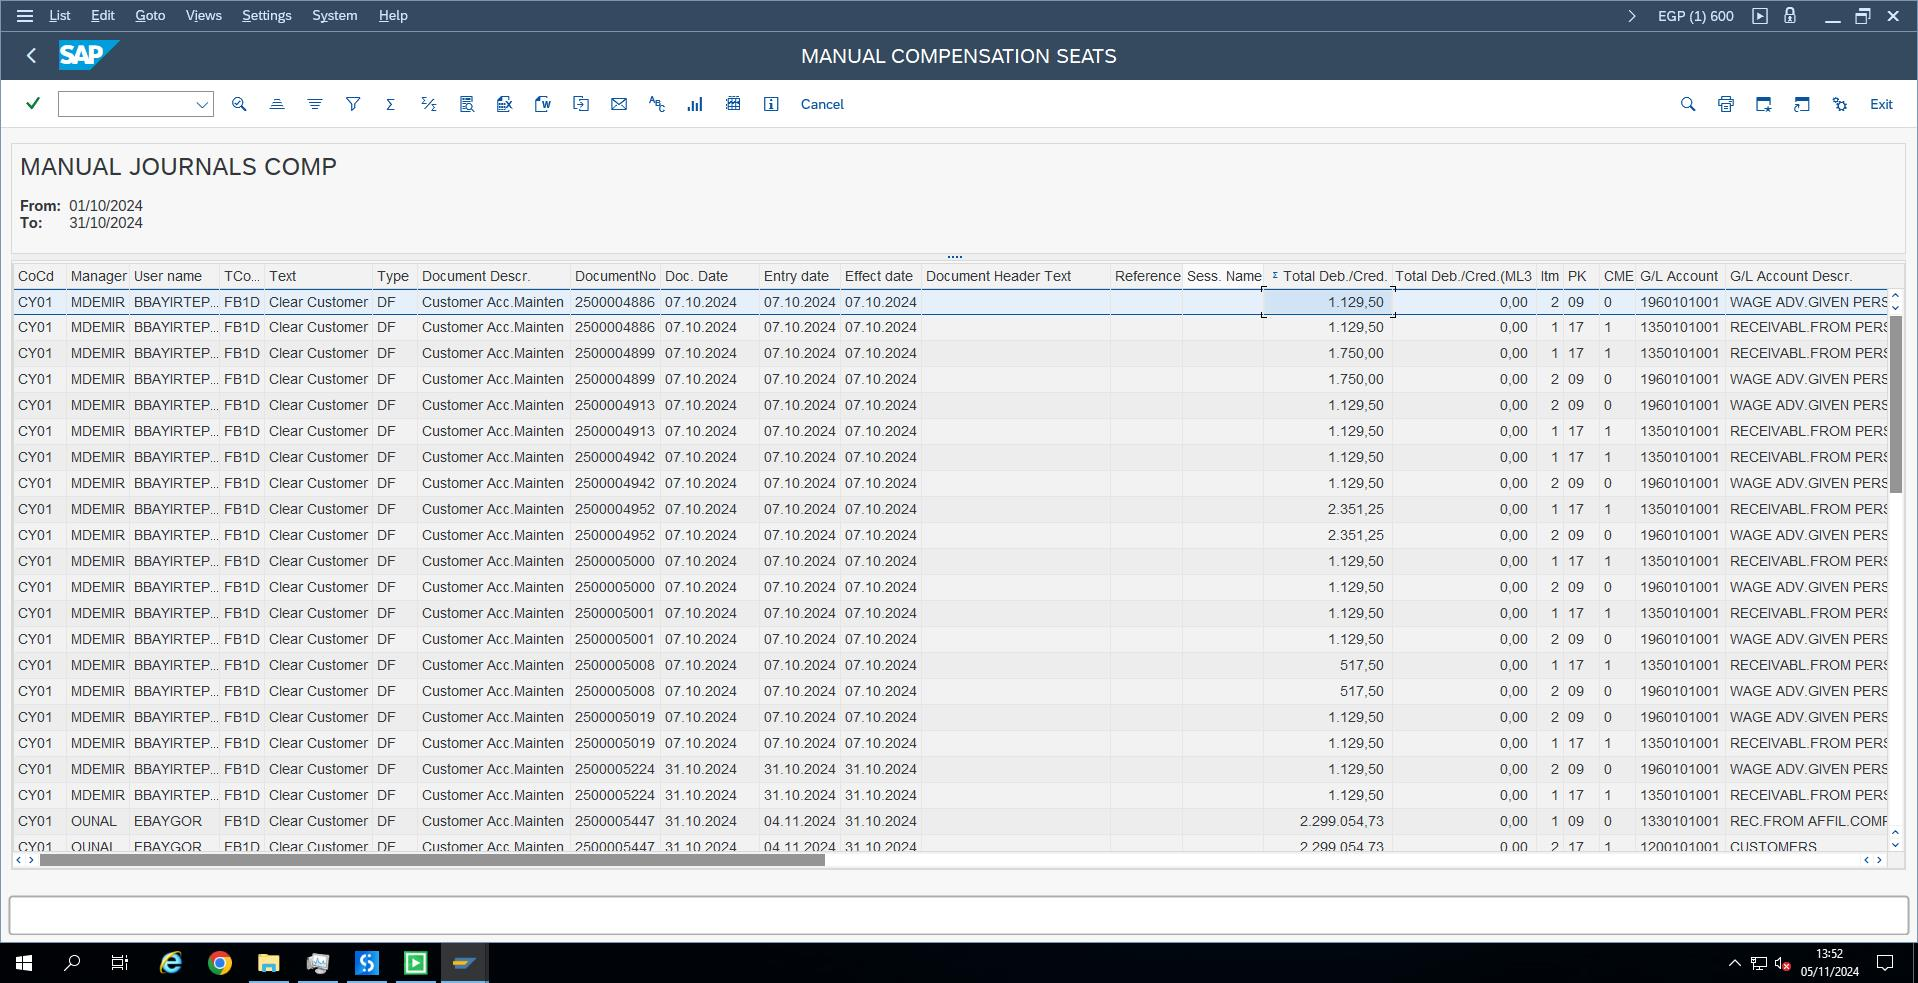 List Edit Goto Views Settings System Help EGP (1) 600
SAP MANUAL COMPENSATION SEATS
Cancel Exit
MANUAL JOURNALS COMP
From: 01/10/2024
To: 31/10/2024
CoCd Manager User name TCo... Text Type Document Descr. DocumentNo Doc. Date Entry date Effect date Document Header Text Reference Sess. Name Σ Total Deb./Cred. Total Deb./Cred.(ML3 Itm PK CME G/L Account G/L Account Descr.
CY01 MDEMIR BBAYIRTEP... FB1D Clear Customer DF Customer Acc.Mainten 2500004886 07.10.2024 07.10.2024 07.10.2024 1.129,50 0,00 2 09 0 1960101001 WAGE ADV.GIVEN PERS
CY01 MDEMIR BBAYIRTEP... FB1D Clear Customer DF Customer Acc.Mainten 2500004886 07.10.2024 07.10.2024 07.10.2024 1.129,50 0,00 1 17 1 1350101001 RECEIVABL.FROM PERS
CY01 MDEMIR BBAYIRTEP... FB1D Clear Customer DF Customer Acc.Mainten 2500004899 07.10.2024 07.10.2024 07.10.2024 1.750,00 0,00 1 17 1 1350101001 RECEIVABL.FROM PERS
CY01 MDEMIR BBAYIRTEP... FB1D Clear Customer DF Customer Acc.Mainten 2500004899 07.10.2024 07.10.2024 07.10.2024 1.750,00 0,00 2 09 0 1960101001 WAGE ADV.GIVEN PERS
CY01 MDEMIR BBAYIRTEP... FB1D Clear Customer DF Customer Acc.Mainten 2500004913 07.10.2024 07.10.2024 07.10.2024 1.129,50 0,00 2 09 0 1960101001 WAGE ADV.GIVEN PERS
CY01 MDEMIR BBAYIRTEP... FB1D Clear Customer DF Customer Acc.Mainten 2500004913 07.10.2024 07.10.2024 07.10.2024 1.129,50 0,00 1 17 1 1350101001 RECEIVABL.FROM PERS
CY01 MDEMIR BBAYIRTEP... FB1D Clear Customer DF Customer Acc.Mainten 2500004942 07.10.2024 07.10.2024 07.10.2024 1.129,50 0,00 1 17 1 1350101001 RECEIVABL.FROM PERS
CY01 MDEMIR BBAYIRTEP... FB1D Clear Customer DF Customer Acc.Mainten 2500004942 07.10.2024 07.10.2024 07.10.2024 1.129,50 0,00 2 09 0 1960101001 WAGE ADV.GIVEN PERS
CY01 MDEMIR BBAYIRTEP... FB1D Clear Customer DF Customer Acc.Mainten 2500004952 07.10.2024 07.10.2024 07.10.2024 2.351,25 0,00 1 17 1 1350101001 RECEIVABL.FROM PERS
CY01 MDEMIR BBAYIRTEP... FB1D Clear Customer DF Customer Acc.Mainten 2500004952 07.10.2024 07.10.2024 07.10.2024 2.351,25 0,00 2 09 0 1960101001 WAGE ADV.GIVEN PERS
CY01 MDEMIR BBAYIRTEP... FB1D Clear Customer DF Customer Acc.Mainten 2500005000 07.10.2024 07.10.2024 07.10.2024 1.129,50 0,00 1 17 1 1350101001 RECEIVABL.FROM PERS
CY01 MDEMIR BBAYIRTEP... FB1D Clear Customer DF Customer Acc.Mainten 2500005000 07.10.2024 07.10.2024 07.10.2024 1.129,50 0,00 2 09 0 1960101001 WAGE ADV.GIVEN PERS
CY01 MDEMIR BBAYIRTEP... FB1D Clear Customer DF Customer Acc.Mainten 2500005001 07.10.2024 07.10.2024 07.10.2024 1.129,50 0,00 1 17 1 1350101001 RECEIVABL.FROM PERS
CY01 MDEMIR BBAYIRTEP... FB1D Clear Customer DF Customer Acc.Mainten 2500005001 07.10.2024 07.10.2024 07.10.2024 1.129,50 0,00 2 09 0 1960101001 WAGE ADV.GIVEN PERS
CY01 MDEMIR BBAYIRTEP... FB1D Clear Customer DF Customer Acc.Mainten 2500005008 07.10.2024 07.10.2024 07.10.2024 517,50 0,00 1 17 1 1350101001 RECEIVABL.FROM PERS
CY01 MDEMIR BBAYIRTEP... FB1D Clear Customer DF Customer Acc.Mainten 2500005008 07.10.2024 07.10.2024 07.10.2024 517,50 0,00 2 09 0 1960101001 WAGE ADV.GIVEN PERS
CY01 MDEMIR BBAYIRTEP... FB1D Clear Customer DF Customer Acc.Mainten 2500005019 07.10.2024 07.10.2024 07.10.2024 1.129,50 0,00 2 09 0 1960101001 WAGE ADV.GIVEN PERS
CY01 MDEMIR BBAYIRTEP... FB1D Clear Customer DF Customer Acc.Mainten 2500005019 07.10.2024 07.10.2024 07.10.2024 1.129,50 0,00 1 17 1 1350101001 RECEIVABL.FROM PERS
CY01 MDEMIR BBAYIRTEP... FB1D Clear Customer DF Customer Acc.Mainten 2500005224 31.10.2024 31.10.2024 31.10.2024 1.129,50 0,00 2 09 0 1960101001 WAGE ADV.GIVEN PERS
CY01 MDEMIR BBAYIRTEP... FB1D Clear Customer DF Customer Acc.Mainten 2500005224 31.10.2024 31.10.2024 31.10.2024 1.129,50 0,00 1 17 1 1350101001 RECEIVABL.FROM PERS
CY01 OUNAL EBAYGOR FB1D Clear Customer DF Customer Acc.Mainten 2500005447 31.10.2024 04.11.2024 31.10.2024 2.299.054,73 0,00 1 09 0 1330101001 REC.FROM AFFIL.COMP
CY01 OUNAL EBAYGOR FB1D Clear Customer DF Customer Acc.Mainten 2500005447 31.10.2024 04.11.2024 31.10.2024 2.299.054,73 0,00 2 17 1 1200101001 CUSTOMERS
13:52
05/11/2024